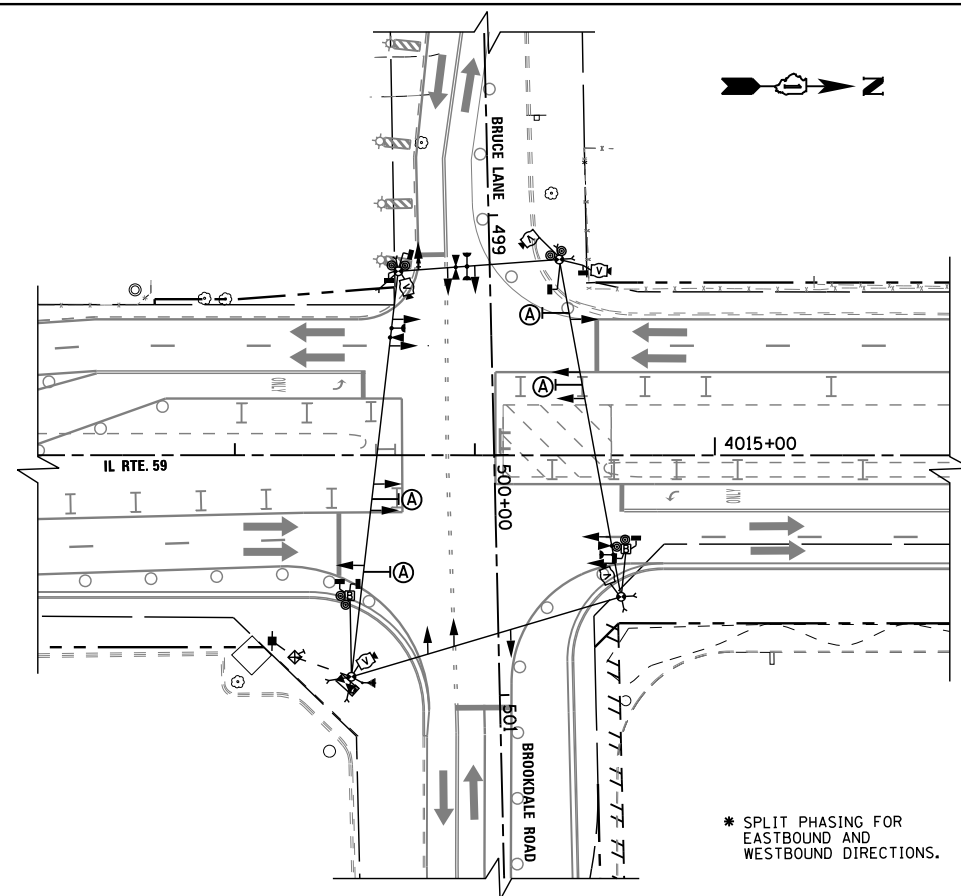 N
BRUCE LANE
499
V
V
V
A
A
ONLY
ONLY
4015+00
IL RTE. 59
500+00
A
A
V
V
501
BROOKDALE ROAD
* SPLIT PHASING FOR
EASTBOUND AND
WESTBOUND DIRECTIONS.